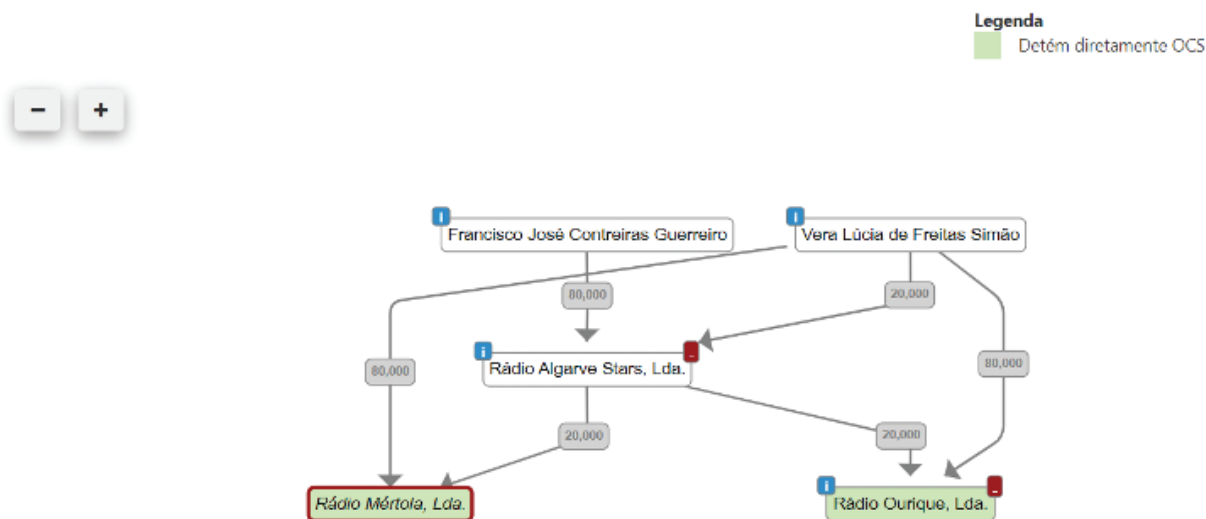 Legenda
Detém diretamente OCS
- +
i i
Francisco José Contreiras Guerreiro Vera Lúcia de Freitas Simão
80,000 20,000
i -
Rádio Algarve Stars, Lda.
80,000 80,000
20,000 20,000
i -
Rádio Mértola, Lda. Rádio Ourique, Lda.